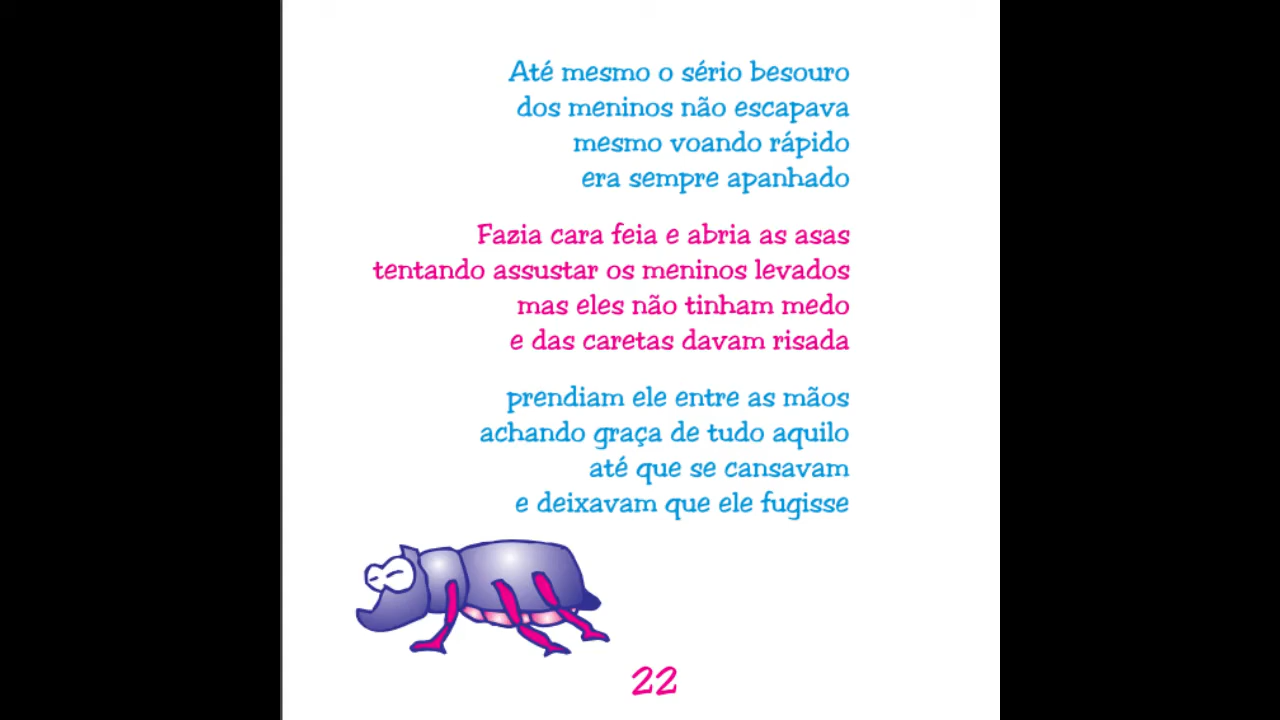 Até mesmo o sério besouro
dos meninos não escapava
mesmo voando rápido
era sempre apanhado
Fazia cara feia e abria as asas
tentando assustar os meninos levados
mas eles não tinham medo
e das caretas davam risada
prendiam ele entre as mãos
achando graça de tudo aquilo
até que se cansavam
e deixavam que ele fugisse
22